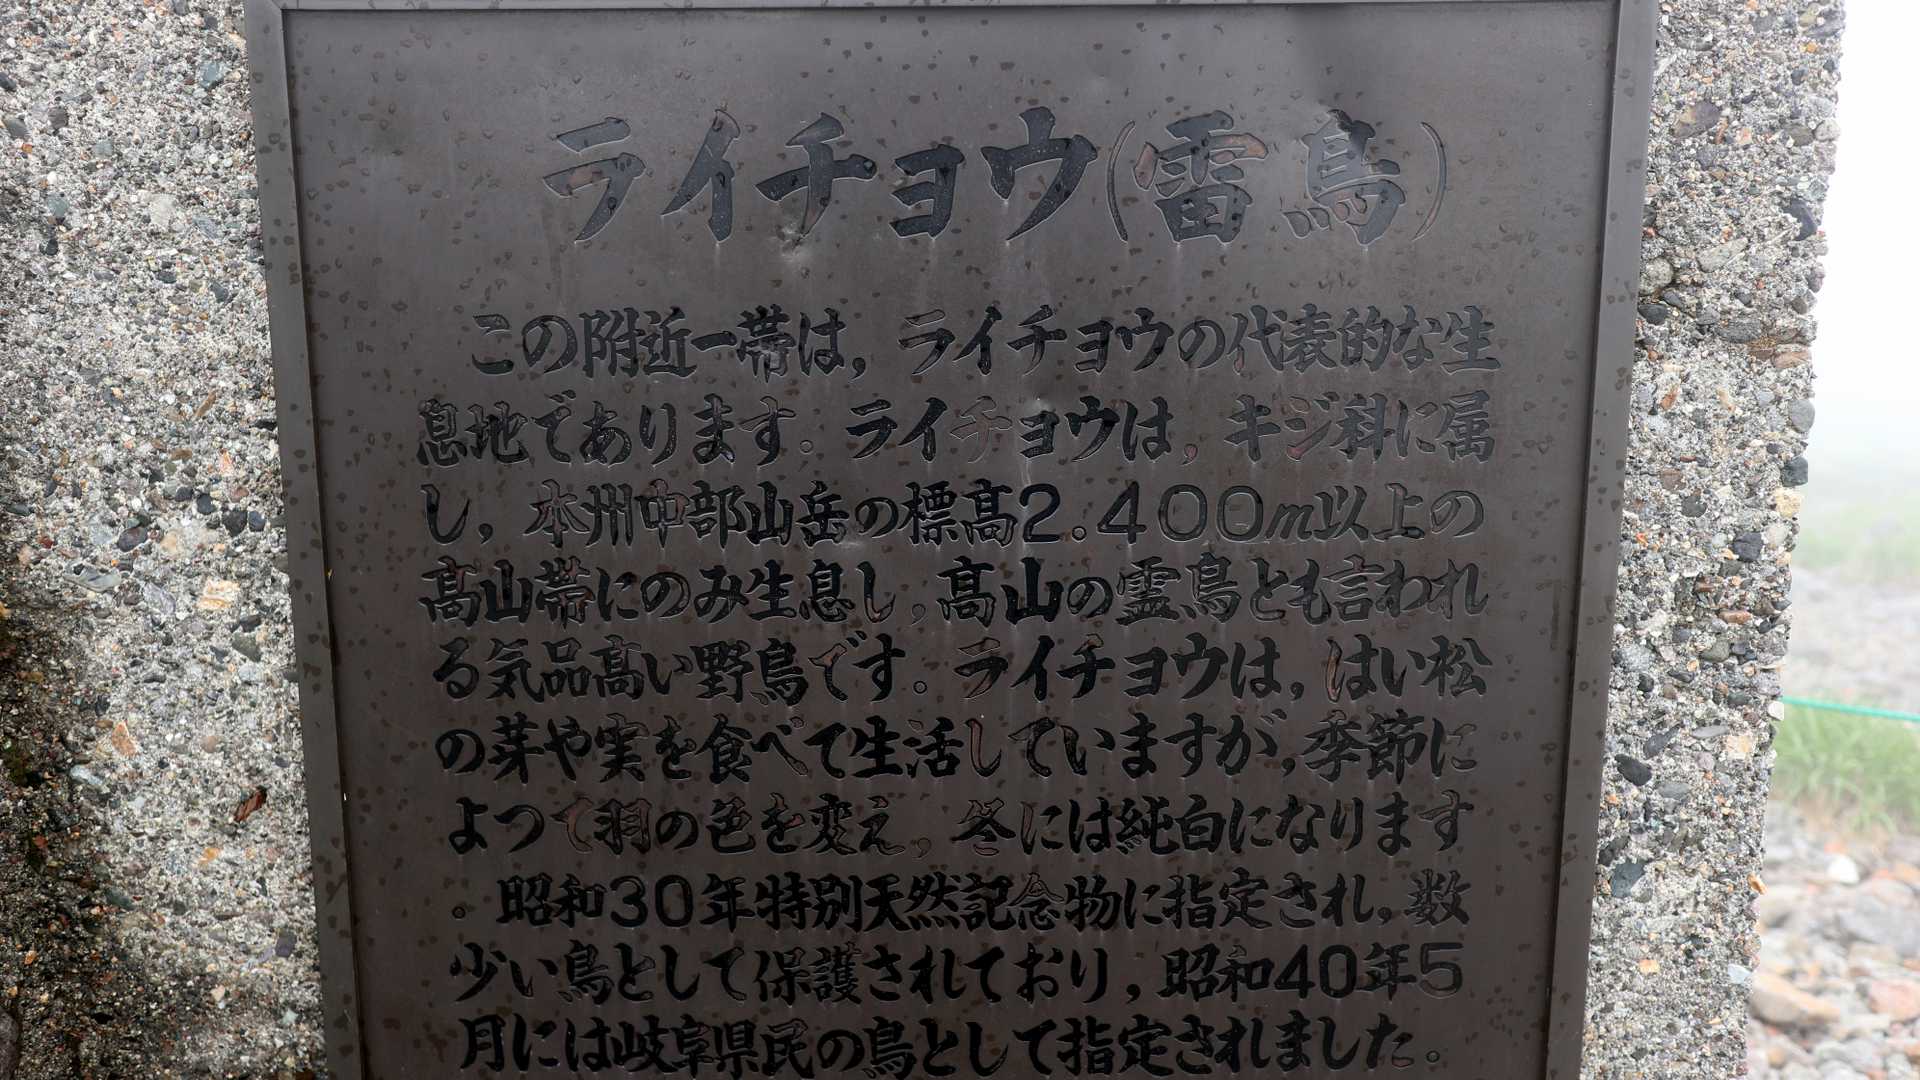 ライチョウ(雷鳥)
この附近一帯は,ライチョウの代表的な生
息地であります。ライチョウは,キジ科に属
し,本州中部山岳の標高2.400m以上の
高山帯にのみ生息し,高山の霊鳥とも言われ
る気品高い野鳥です。ライチョウは,はい松
の芽や実を食べて生活していますが,季節に
よつて羽の色を変え,冬には純白になります
。昭和30年特別天然記念物に指定され,数
少い鳥として保護されており,昭和40年5
月には岐阜県民の鳥として指定されました。